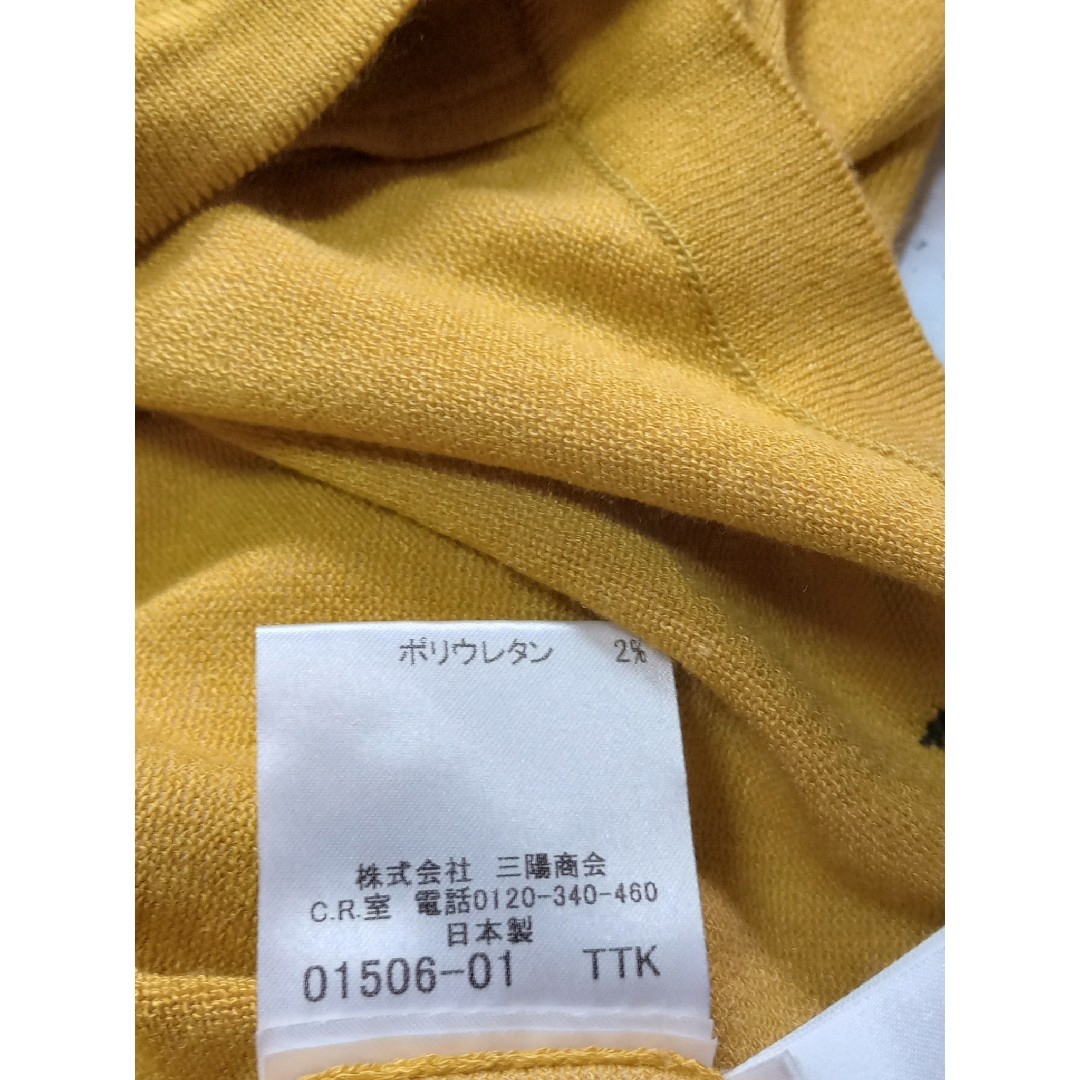 ポリウレタン 2%
株式会社 三陽商会
C.R.室 電話0120-340-460
日本製
01506-01 TTK